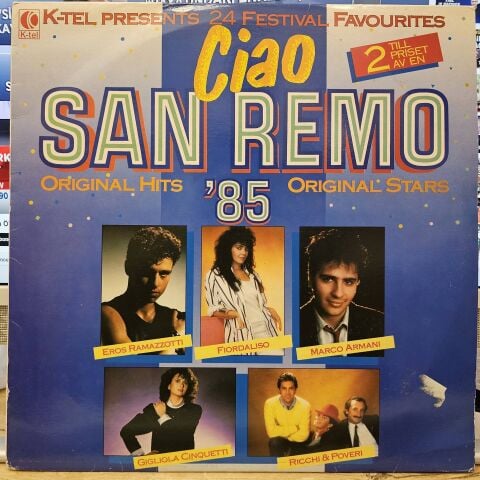 K-tel
K-TEL PRESENTS 24 FESTIVAL FAVOURITES
Ciao
2 TILL
PRISET
AV EN
SAN REMO
ORIGINAL HITS '85 ORIGINAL STARS
EROS RAMAZZOTTI
FIORDALISO
MARCO ARMANI
GIGLIOLA CINQUETTI
RICCHI & POVERI